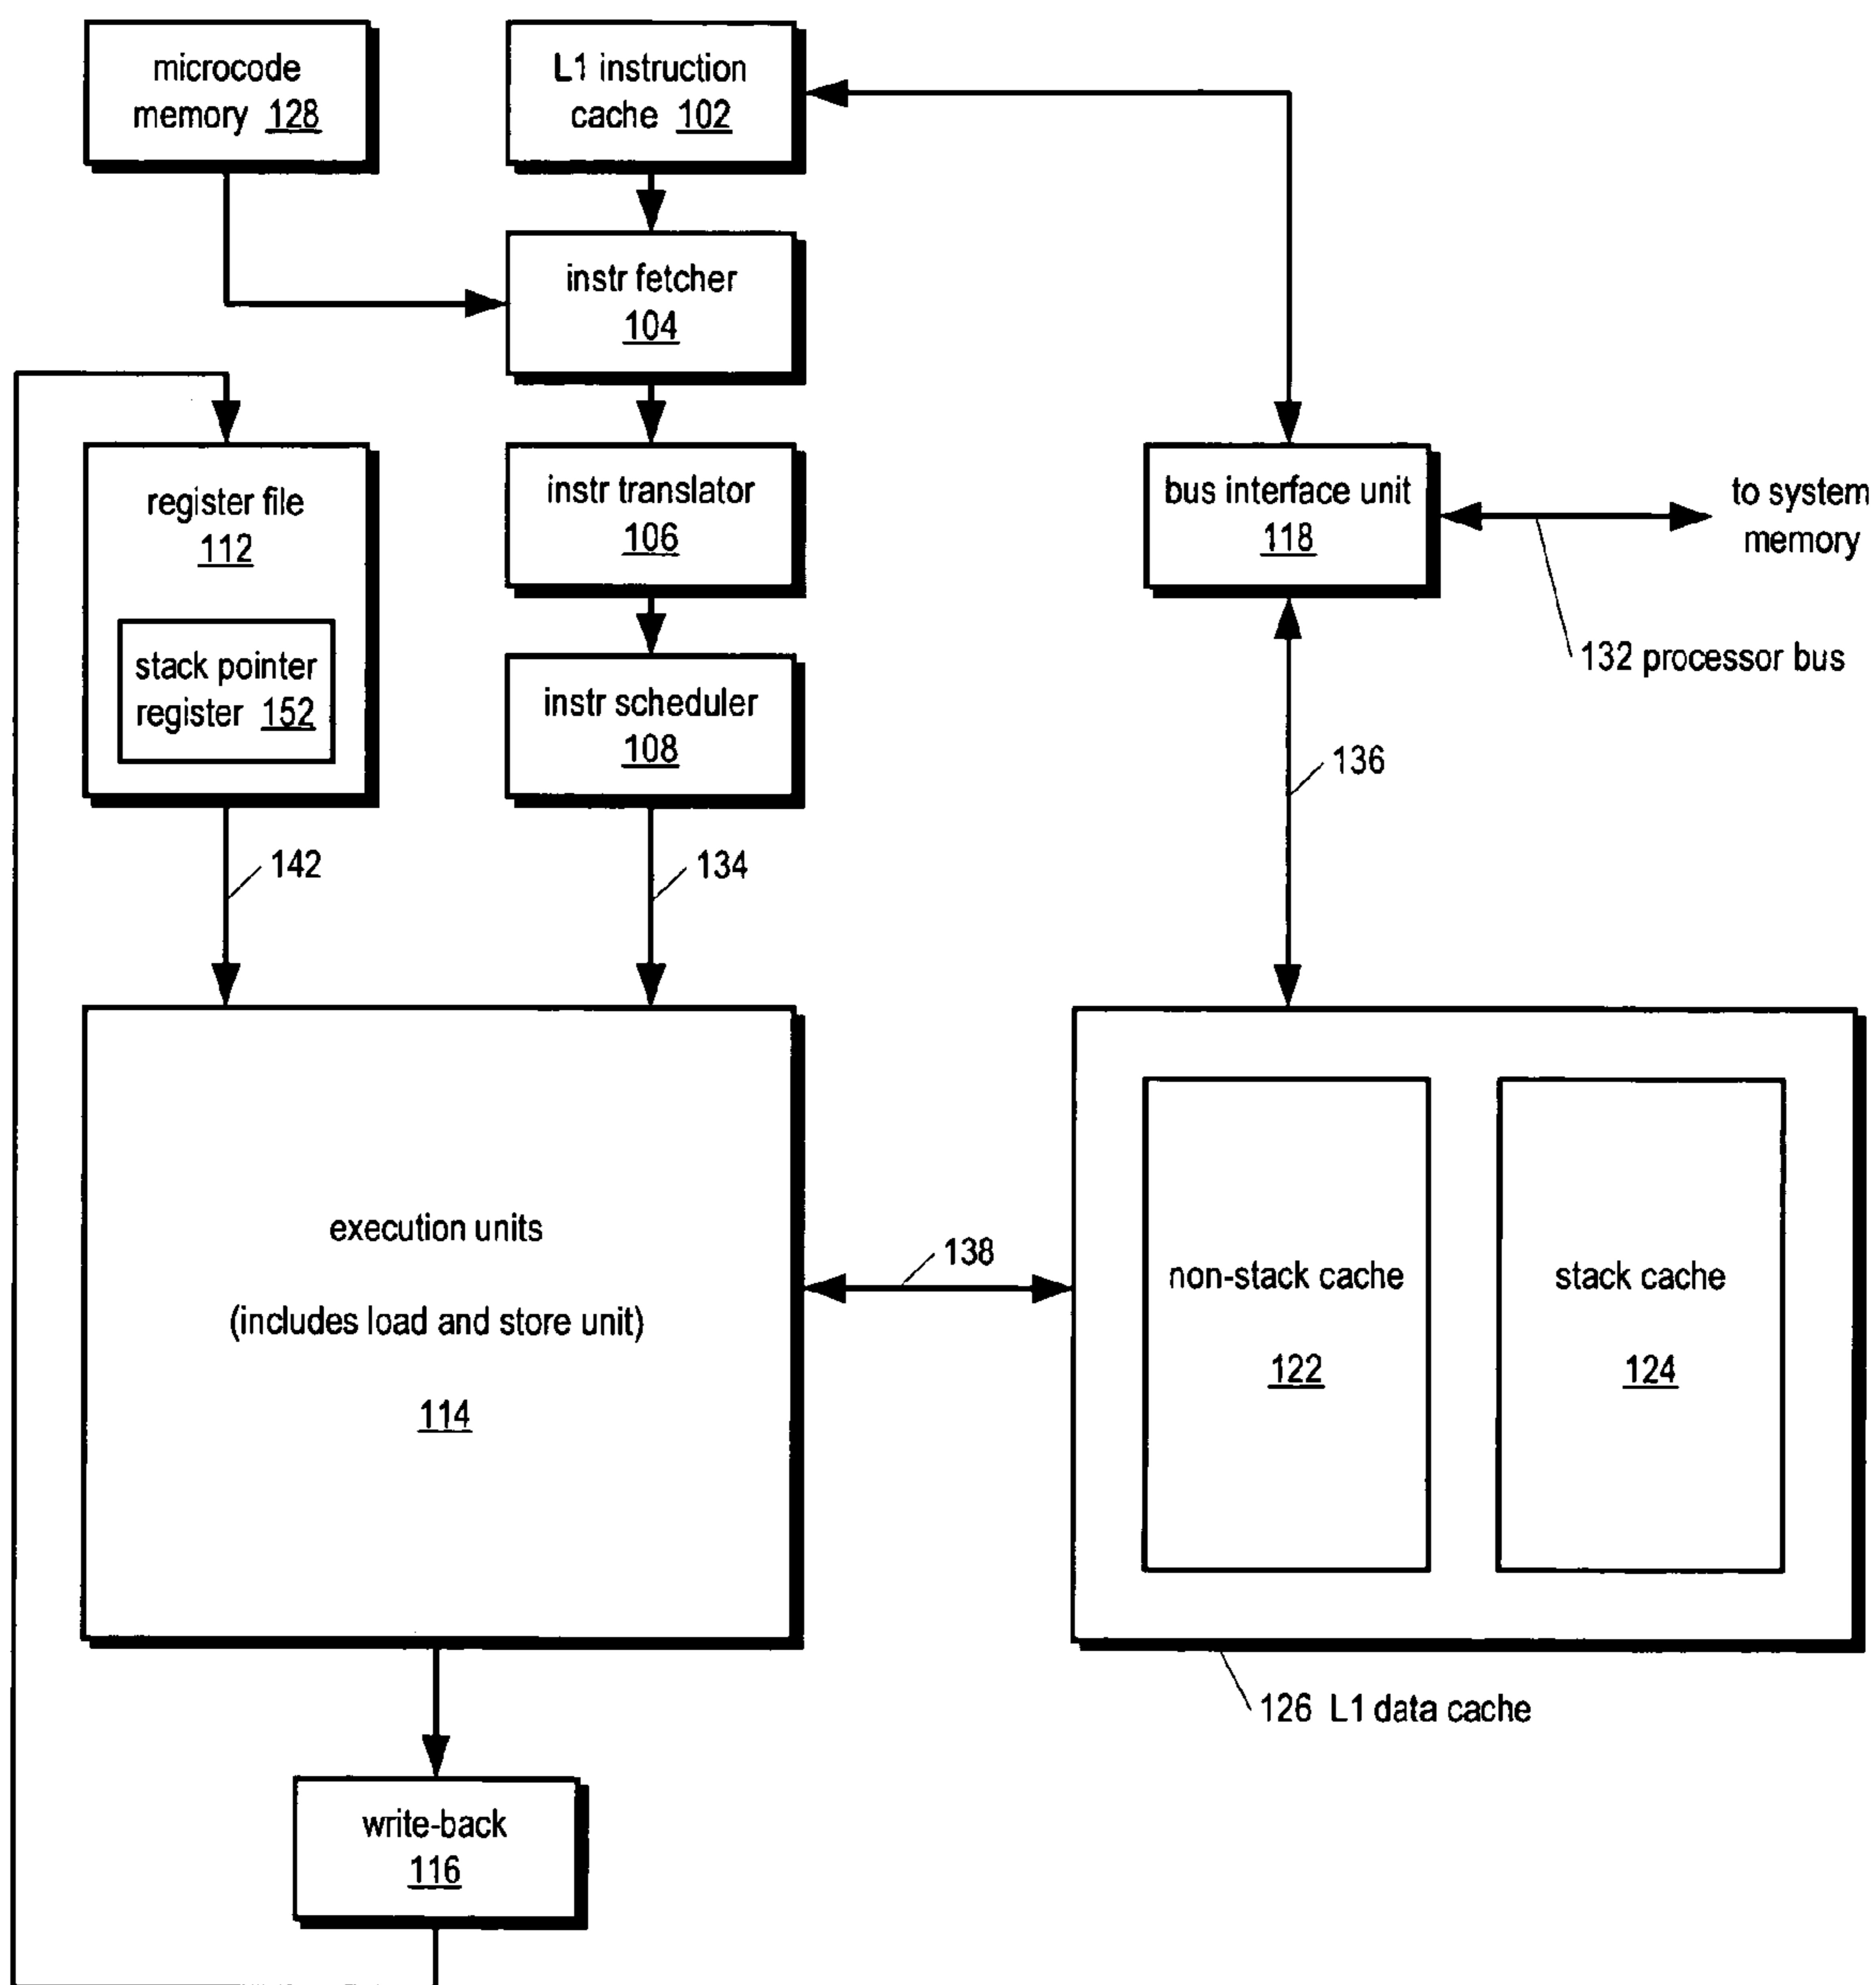 microcode
memory 128
L1 instruction
cache 102
instr fetcher
104
register file
112
stack pointer
register 152
instr translator
106
bus interface unit
118
to system
memory
132 processor bus
instr scheduler
108
136
142
134
execution units
(includes load and store unit)
114
138
non-stack cache
122
stack cache
124
126 L1 data cache
write-back
116